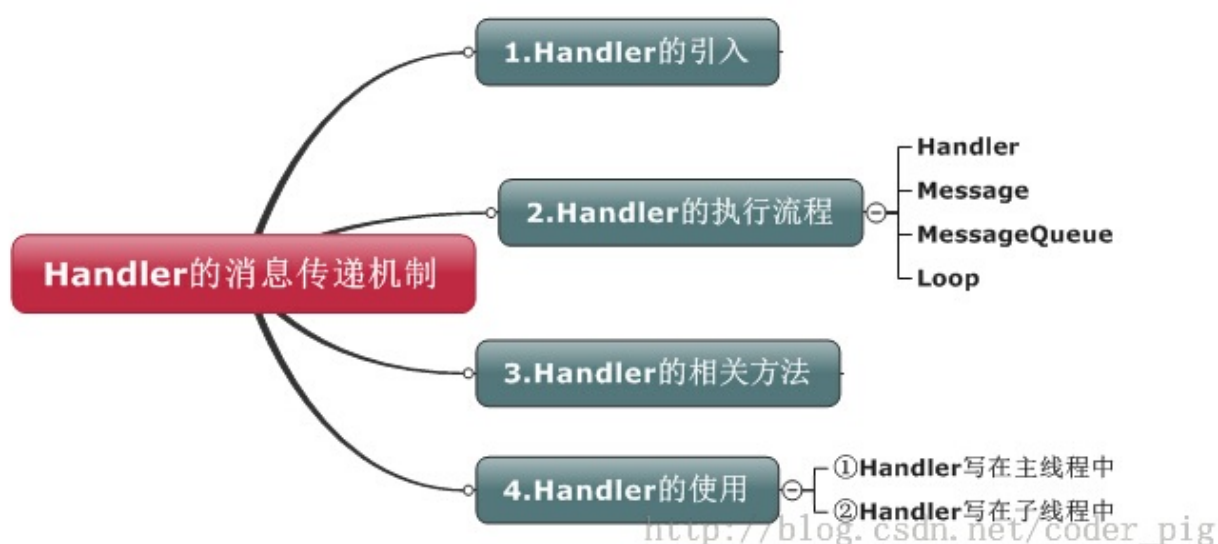 1.Handler的引入
Handler
Message
2.Handler的执行流程
MessageQueue
Loop
Handler的消息传递机制
3.Handler的相关方法
4.Handler的使用
①Handler写在主线程中
②Handler写在子线程中
http://blog.csdn.net/coder_pig